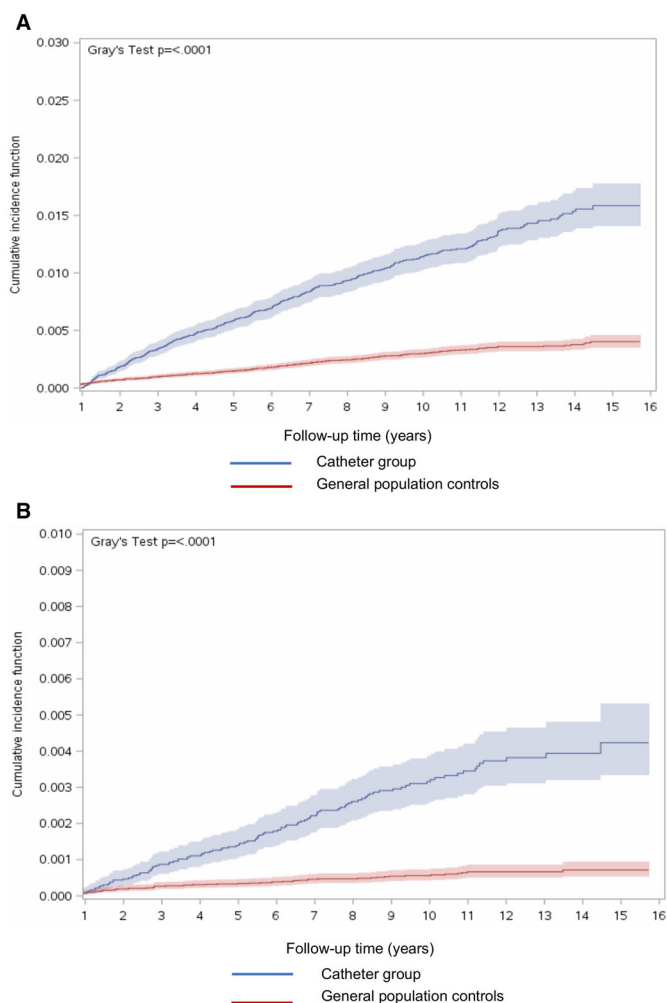 A
Gray's Test p=<.0001
0.030
0.025
0.020
0.015
0.010
0.005
0.000
Cumulative incidence function
1 2 3 4 5 6 7 8 9 10 11 12 13 14 15 16
Follow-up time (years)
Catheter group
General population controls
B
Gray's Test p=<.0001
0.010
0.009
0.008
0.007
0.006
0.005
0.004
0.003
0.002
0.001
0.000
Cumulative incidence function
1 2 3 4 5 6 7 8 9 10 11 12 13 14 15 16
Follow-up time (years)
Catheter group
General population controls